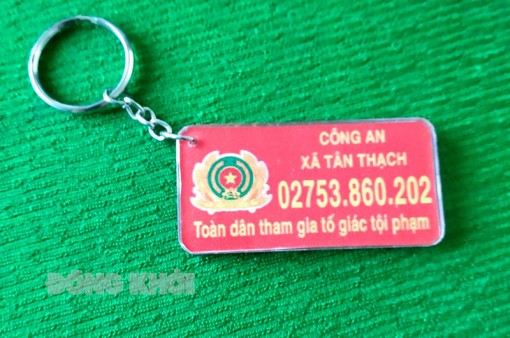 CÔNG AN
XÃ TÂN THẠCH
02753.860.202
Toàn dân tham gia tố giác tội phạm
ĐỒNG KHỞI